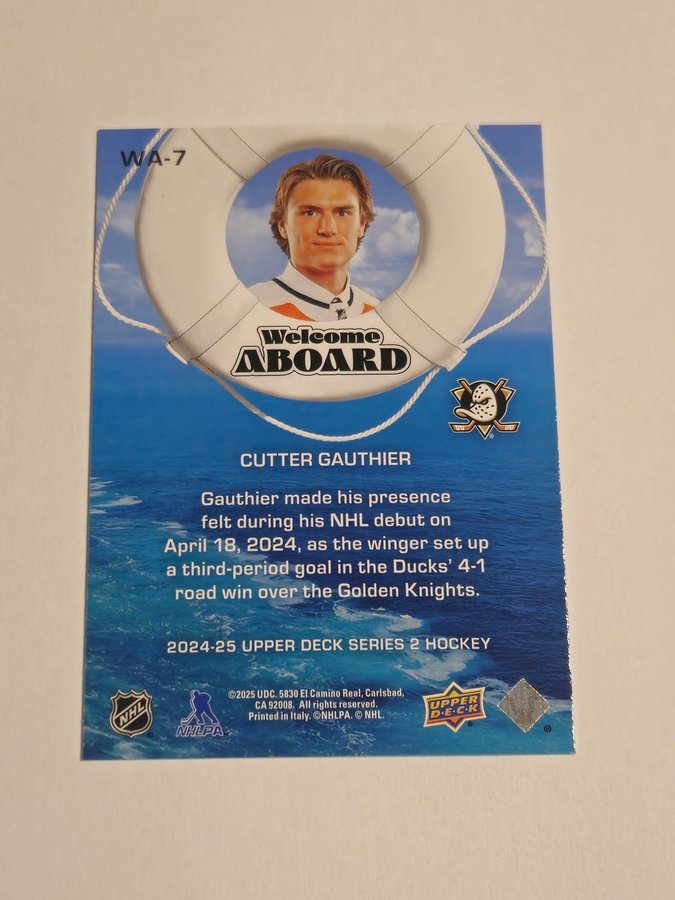 WA-7
Welcome
ABOARD
CUTTER GAUTHIER
Gauthier made his presence
felt during his NHL debut on
April 18, 2024, as the winger set up
a third-period goal in the Ducks' 4-1
road win over the Golden Knights.
2024-25 UPPER DECK SERIES 2 HOCKEY
©2025 UDC. 5830 El Camino Real, Carlsbad,
CA 92008. All rights reserved.
Printed in Italy. ©NHLPA. © NHL.
NHL
NHLPA
UPPER
D•E•C•K